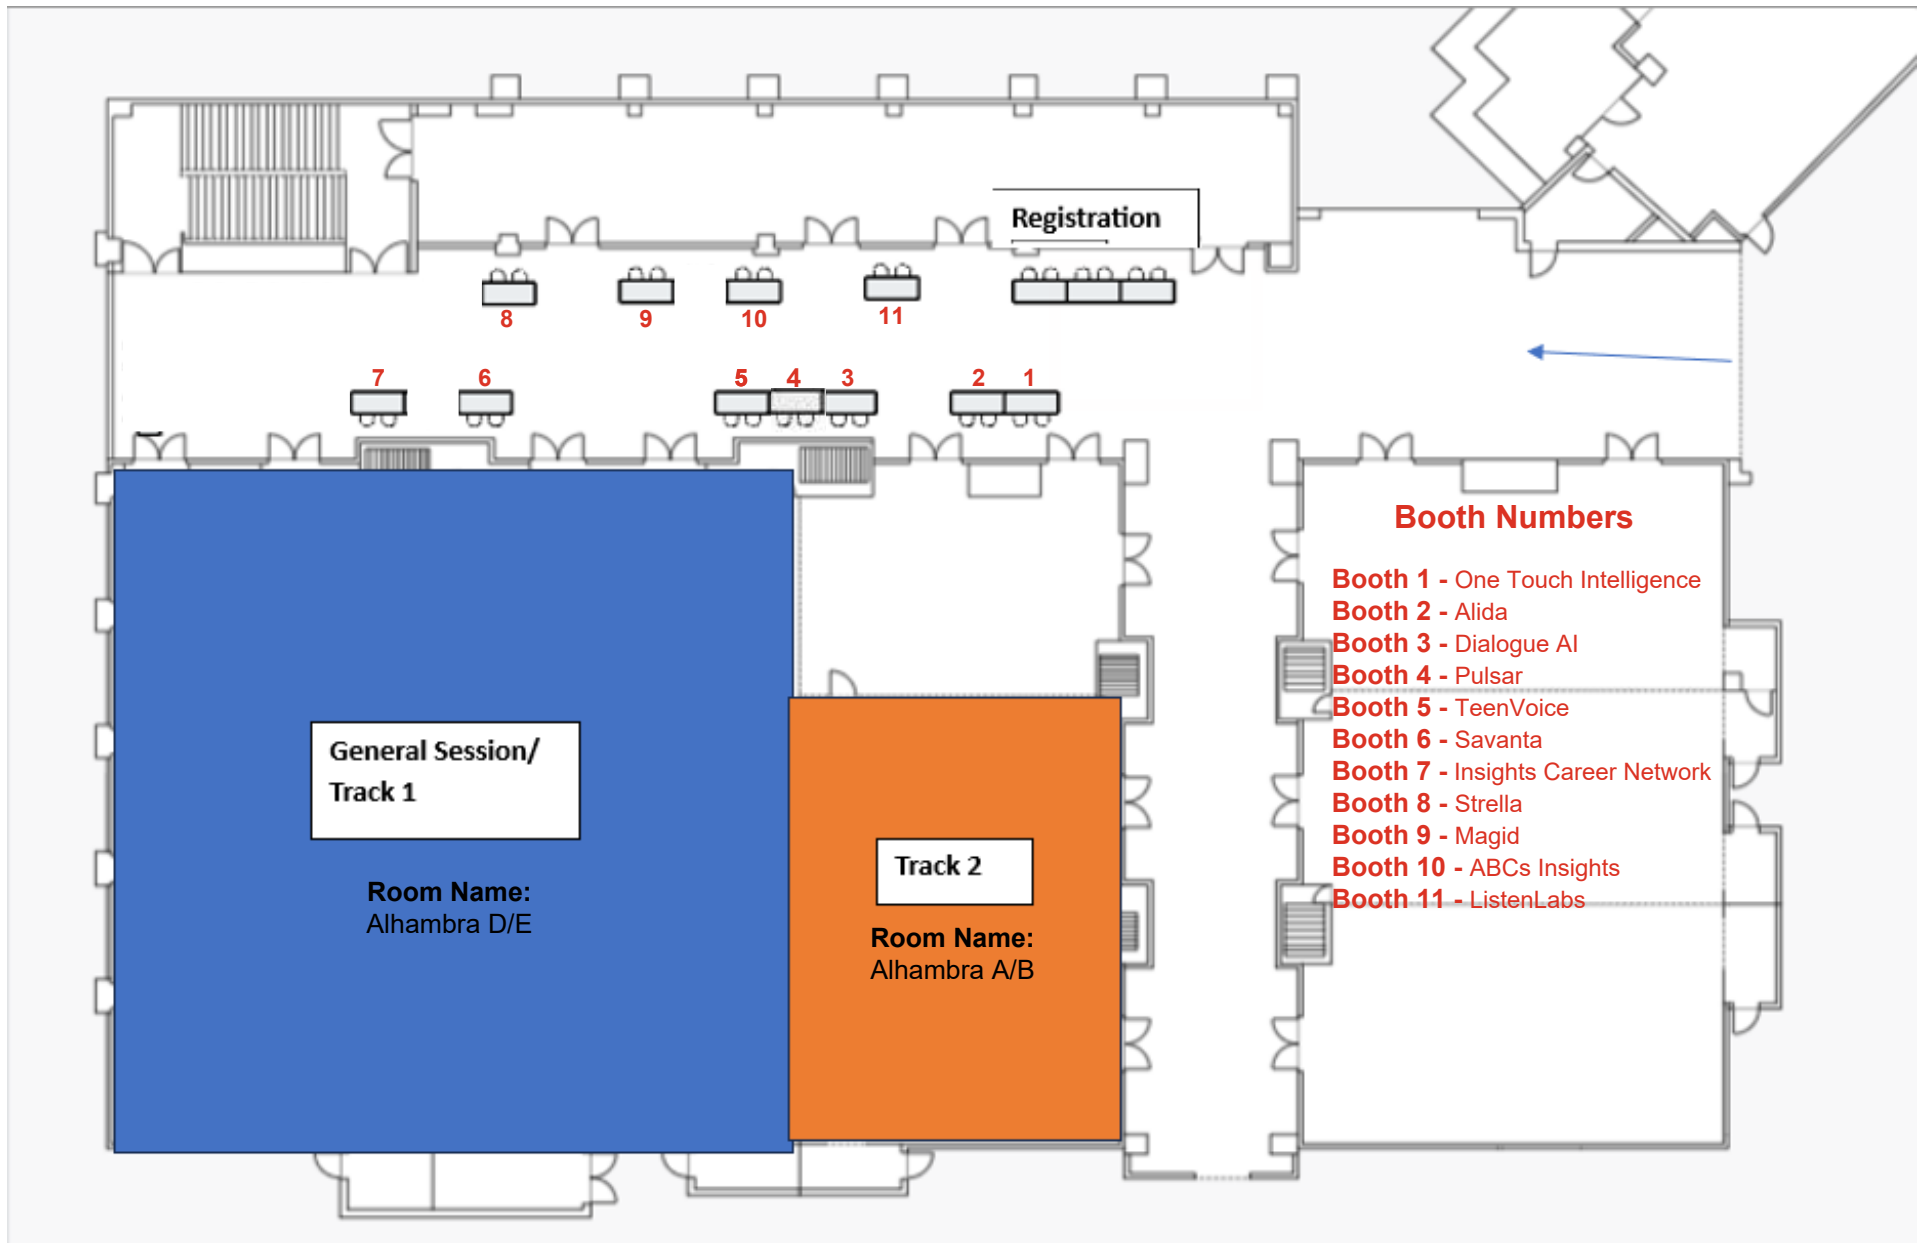 Registration
8
9
10
11
7
6
5
4
3
2
1
Booth Numbers
Booth 1 - One Touch Intelligence
Booth 2 - Alida
Booth 3 - Dialogue AI
Booth 4 - Pulsar
Booth 5 - TeenVoice
Booth 6 - Savanta
Booth 7 - Insights Career Network
Booth 8 - Strella
Booth 9 - Magid
Booth 10 - ABCs Insights
Booth 11 - ListenLabs
General Session/
Track 1
Room Name:
Alhambra D/E
Track 2
Room Name:
Alhambra A/B